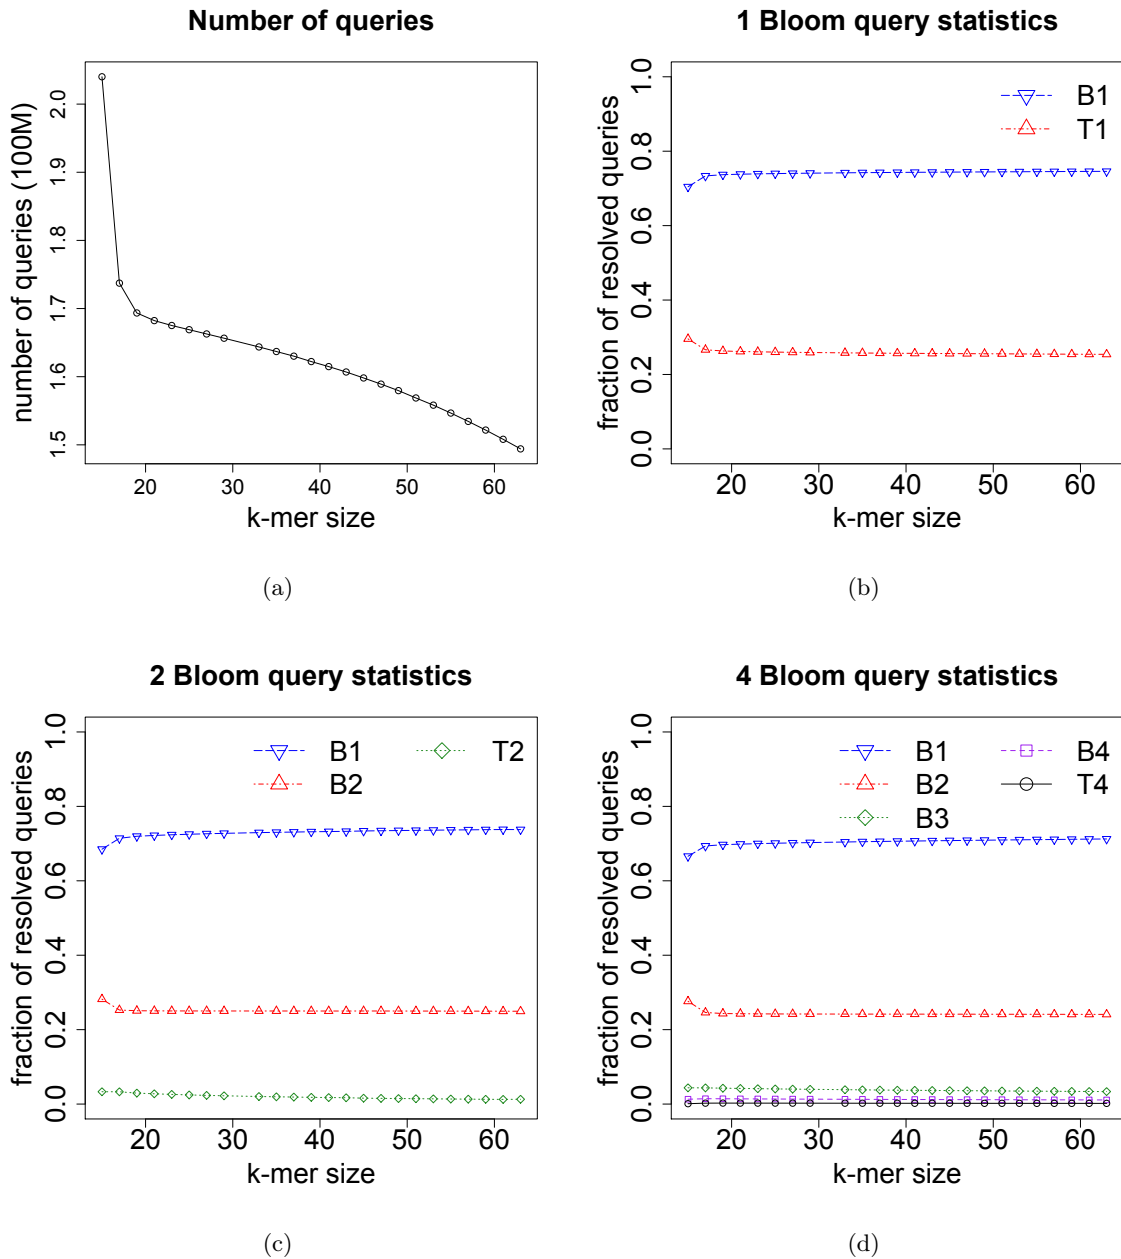 Number of queries
number of queries (100M)
2.0
1.9
1.8
1.7
1.6
1.5
20 30 40 50 60
k-mer size
(a)
1 Bloom query statistics
fraction of resolved queries
1.0
0.8
0.6
0.4
0.2
0.0
B1
T1
20 30 40 50 60
k-mer size
(b)
2 Bloom query statistics
fraction of resolved queries
1.0
0.8
0.6
0.4
0.2
0.0
B1 T2
B2
20 30 40 50 60
k-mer size
(c)
4 Bloom query statistics
fraction of resolved queries
1.0
0.8
0.6
0.4
0.2
0.0
B1 B4
B2 T4
B3
20 30 40 50 60
k-mer size
(d)